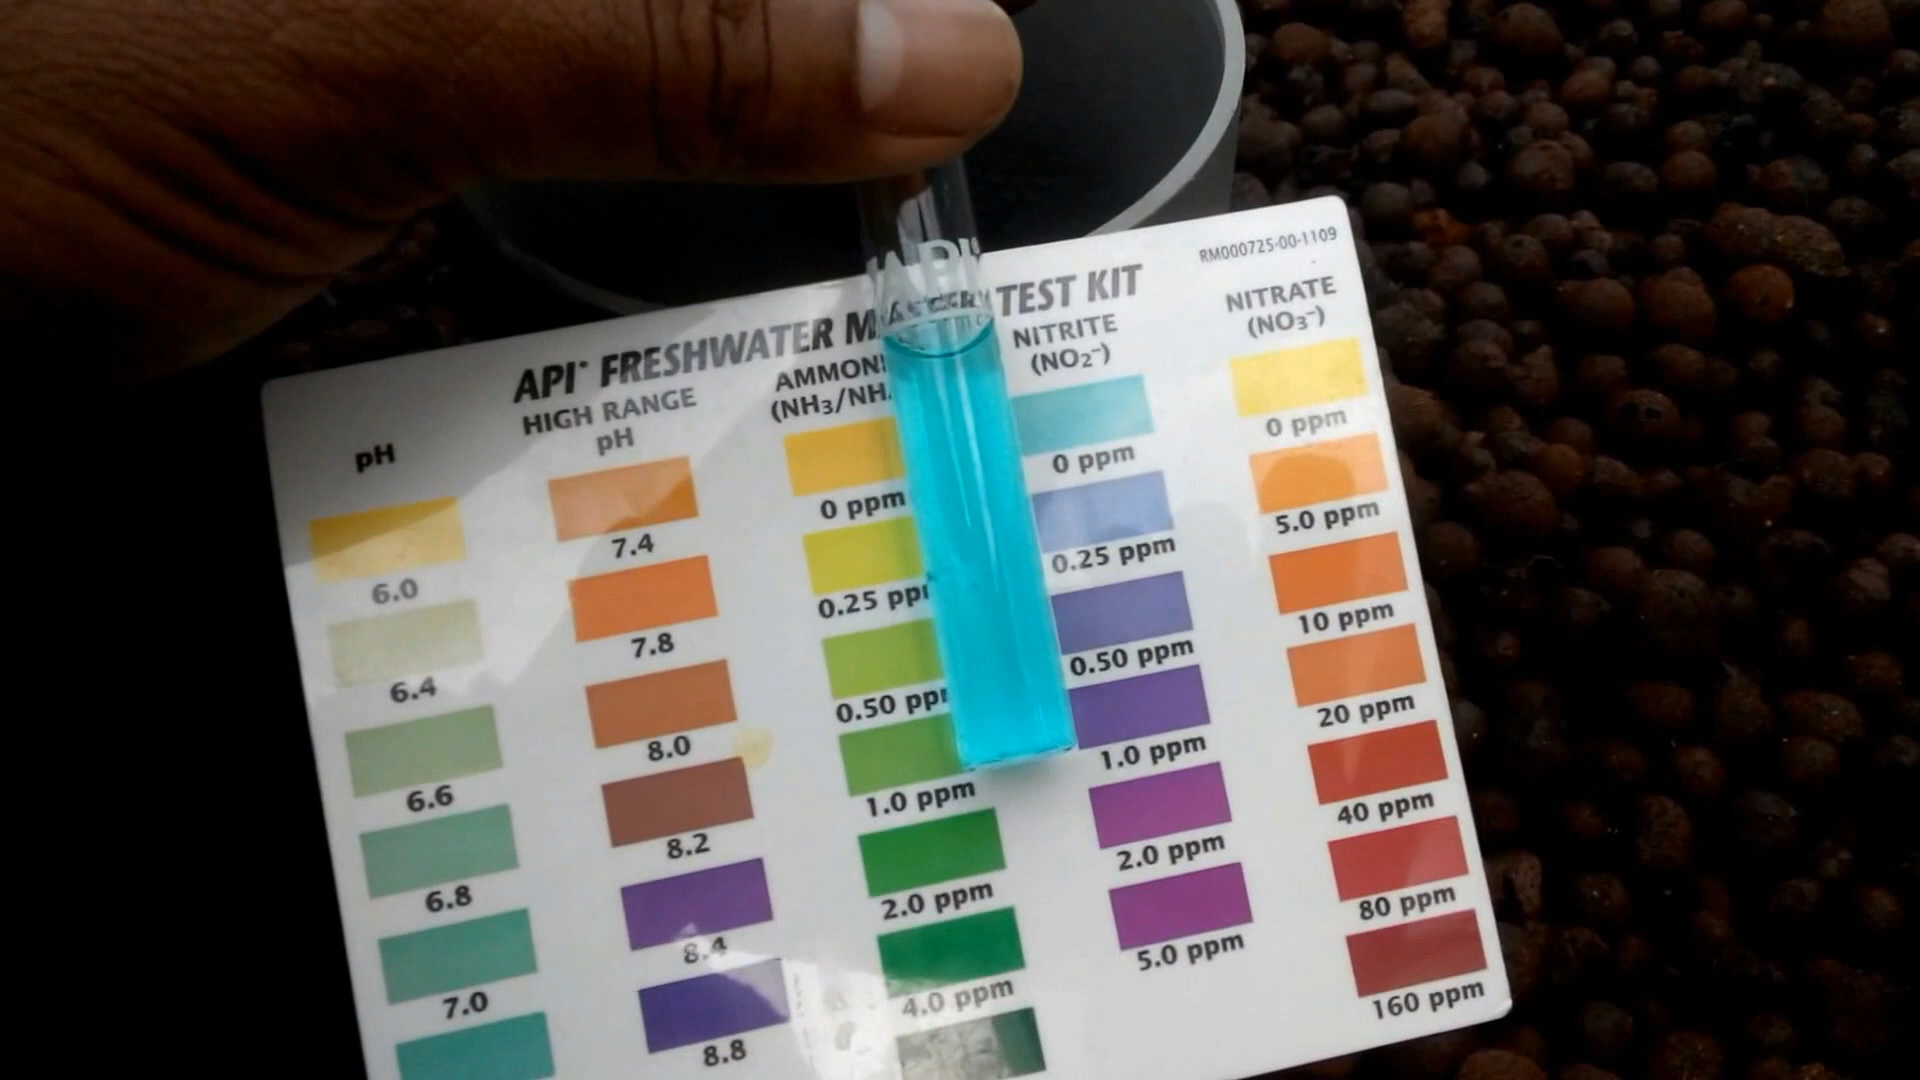 RM000725-00-1109
API
API FRESHWATER MASTER TEST KIT
pH
6.0
6.4
6.6
6.8
7.0
HIGH RANGE
pH
7.4
7.8
8.0
8.2
8.4
8.8
AMMON
(NH₃/NH
0 ppm
0.25 pp
0.50 pp
1.0 ppm
2.0 ppm
4.0 ppm
NITRITE
(NO₂⁻)
0 ppm
0.25 ppm
0.50 ppm
1.0 ppm
2.0 ppm
5.0 ppm
NITRATE
(NO₃⁻)
0 ppm
5.0 ppm
10 ppm
20 ppm
40 ppm
80 ppm
160 ppm